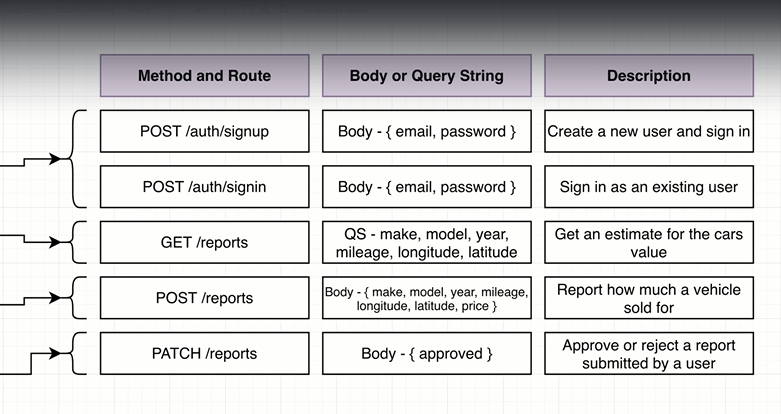 Method and Route
Body or Query String
Description
POST /auth/signup
Body - { email, password }
Create a new user and sign in
POST /auth/signin
Body - { email, password }
Sign in as an existing user
GET /reports
QS - make, model, year,
mileage, longitude, latitude
Get an estimate for the cars
value
POST /reports
Body - { make, model, year, mileage,
longitude, latitude, price }
Report how much a vehicle
sold for
PATCH /reports
Body - { approved }
Approve or reject a report
submitted by a user